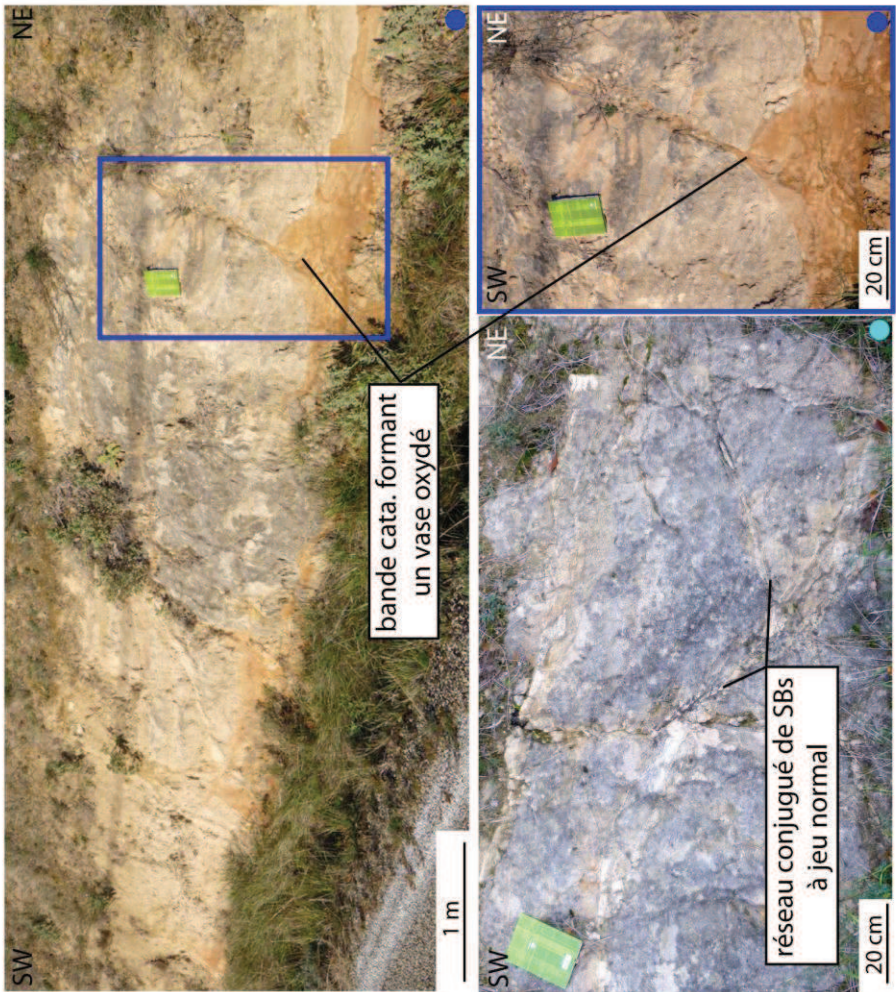 SW
NE
bande cata. formant
un vase oxydé
1 m
SW
NE
réseau conjugué de SBs
à jeu normal
20 cm
SW
NE
20 cm